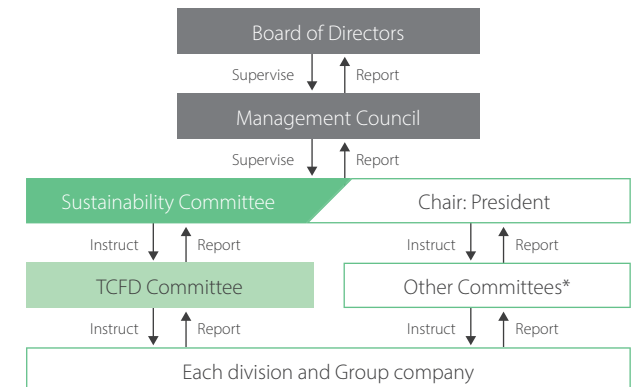 Board of Directors
Supervise Report
Management Council
Supervise Report
Sustainability Committee Chair: President
Instruct Report Instruct Report
TCFD Committee Other Committees*
Instruct Report Instruct Report
Each division and Group company